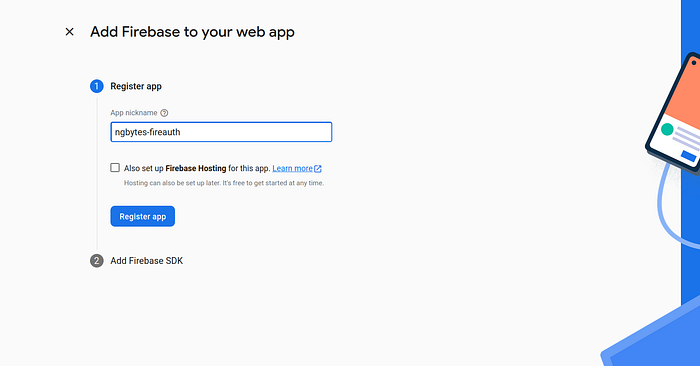 Add Firebase to your web app
1 Register app
App nickname
ngbytes-fireauth
Also set up Firebase Hosting for this app. Learn more
Hosting can also be set up later. It's free to get started at any time.
Register app
2 Add Firebase SDK